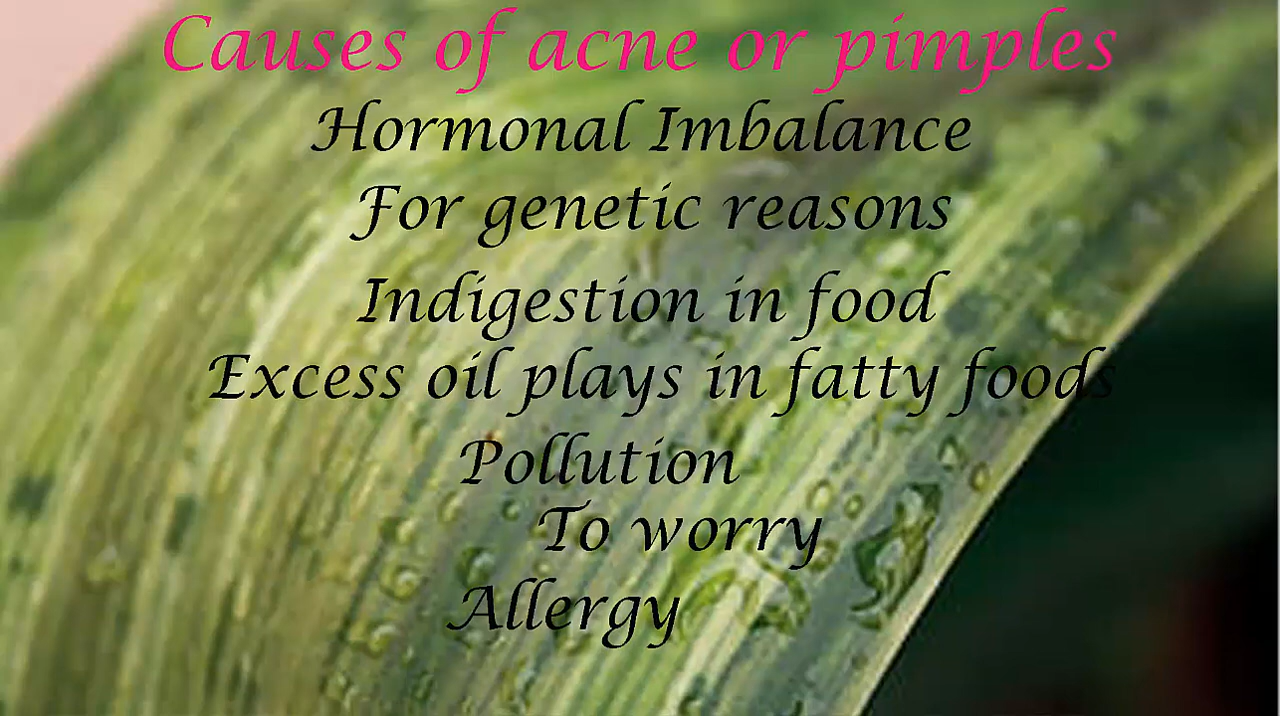 Causes of acne or pimples
Hormonal Imbalance
For genetic reasons
Indigestion in food
Excess oil plays in fatty foods
Pollution
To worry
Allergy